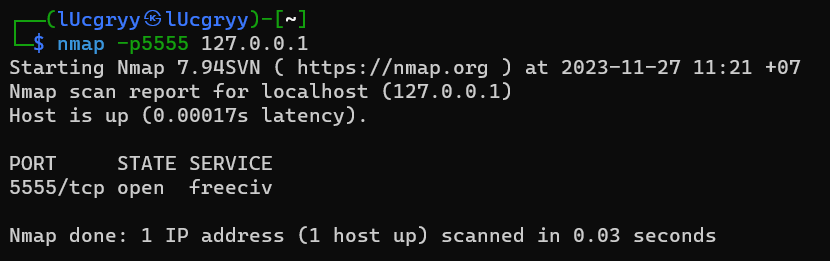 ┌──(lUcgryy㉿lUcgryy)-[~]
└─$ nmap -p5555 127.0.0.1
Starting Nmap 7.94SVN ( https://nmap.org ) at 2023-11-27 11:21 +07
Nmap scan report for localhost (127.0.0.1)
Host is up (0.00017s latency).
PORT     STATE SERVICE
5555/tcp open  freeciv
Nmap done: 1 IP address (1 host up) scanned in 0.03 seconds